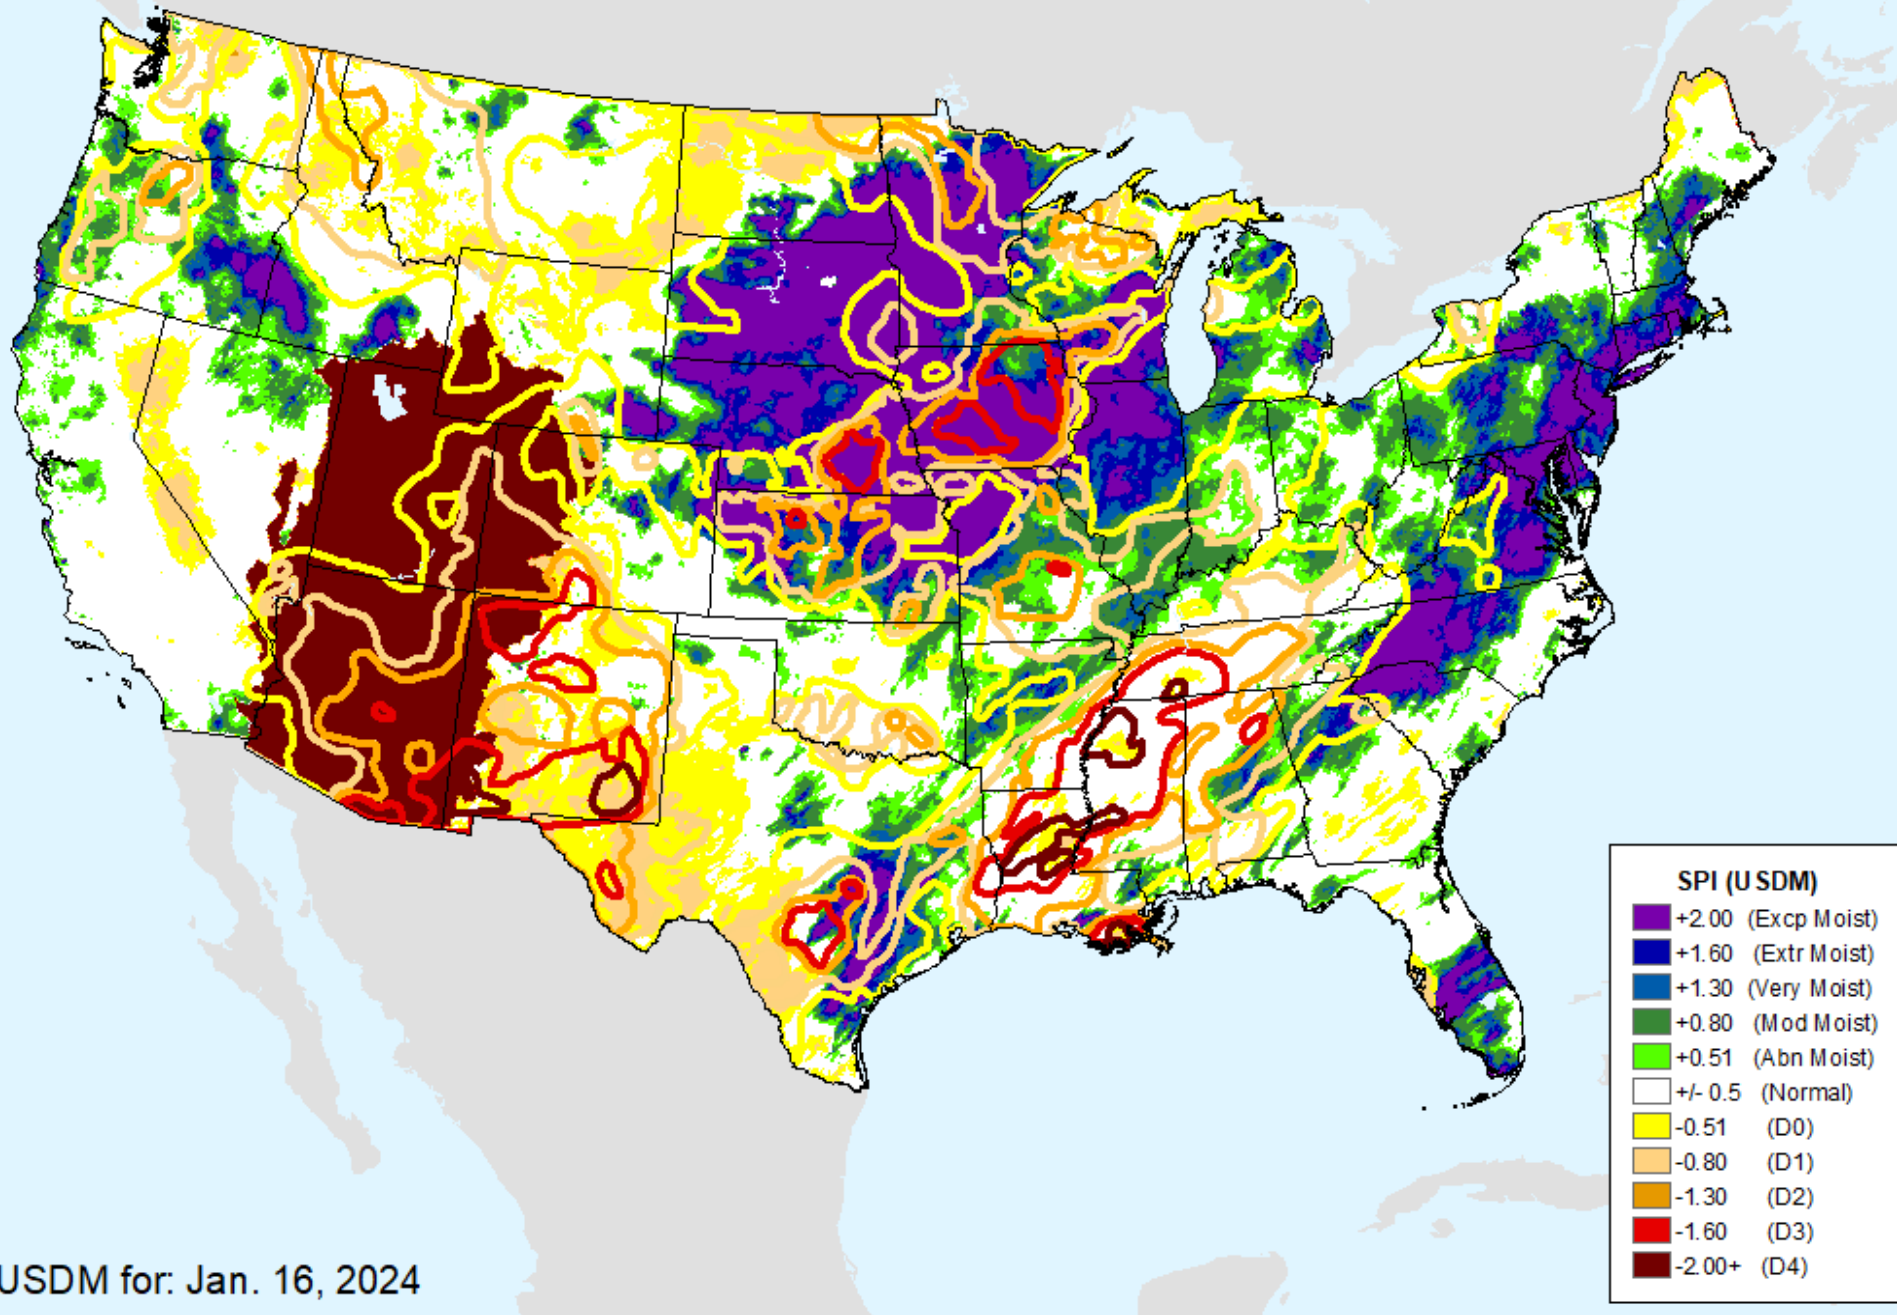 SPI (USDM)
+2.00 (Excp Moist)
+1.60 (Extr Moist)
+1.30 (Very Moist)
+0.80 (Mod Moist)
+0.51 (Abn Moist)
+/- 0.5 (Normal)
-0.51 (D0)
-0.80 (D1)
-1.30 (D2)
-1.60 (D3)
-2.00+ (D4)
USDM for: Jan. 16, 2024